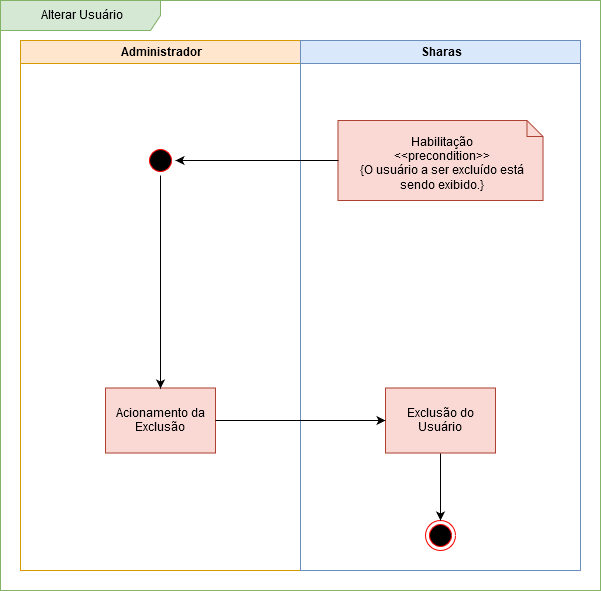 Alterar Usuário
Administrador
Sharas
Habilitação
<<precondition>>
{O usuário a ser excluído está
sendo exibido.}
Acionamento da
Exclusão
Exclusão do
Usuário